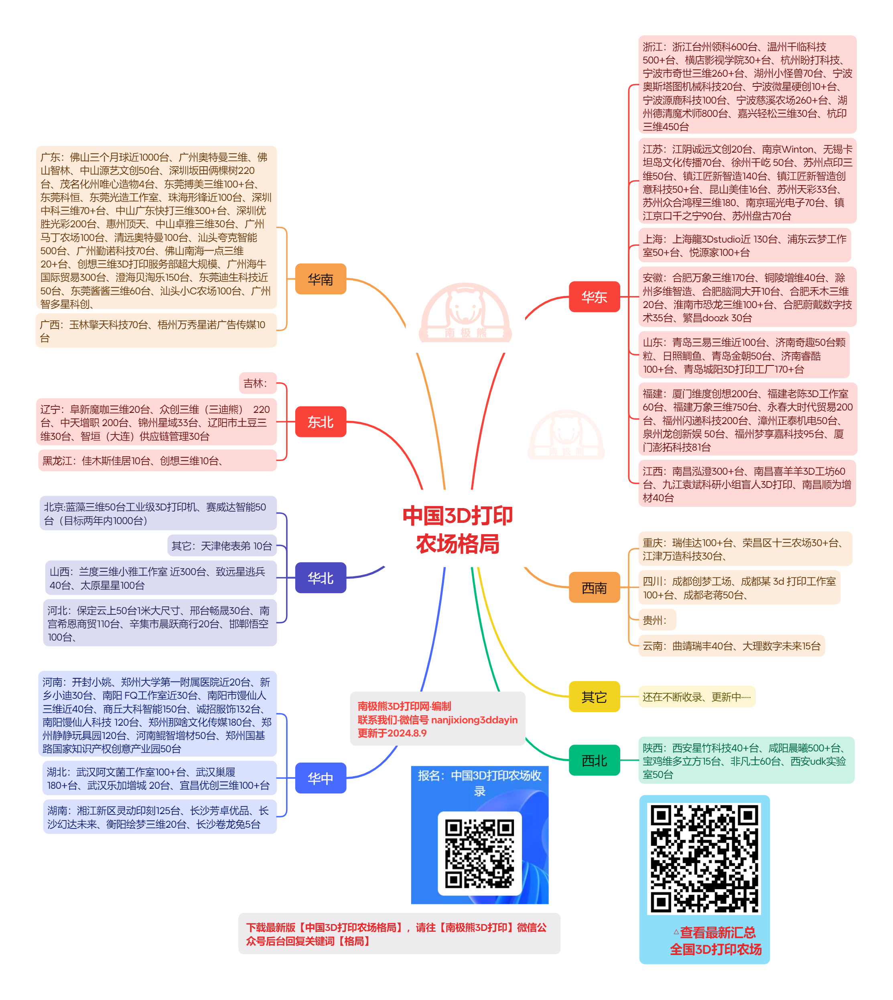 中国3D打印
农场格局
南极熊
南极熊
华南
广东：佛山三个月球近1000台、广州奥特曼三维、佛
山智林、中山源艺文创50台、深圳坂田俩棵树220
台、茂名化州唯心造物4台、东莞搏美三维100+台、
东莞科恒、东莞光造工作室、珠海形锋近100台、深圳
中科三维70+台、中山广东快打三维300+台、深圳优
胜光彩200台、惠州顶天、中山卓雅三维30台、广州
马丁农场100台、清远奥特曼100台、汕头夸克智能
500台、广州勤诺科技70台、佛山南海一点三维
20+台、创想三维3D打印服务部超大规模、广州海牛
国际贸易300台、澄海贝淘乐150台、东莞迪生科技近
50台、东莞酱酱三维60台、汕头小C农场100台、广州
智多星科创、
广西：玉林擎天科技70台、梧州万秀星诺广告传媒10
台
东北
吉林：
辽宁：阜新魔咖三维20台、众创三维（三迪熊） 220
台、中天增职 200台、锦州星域33台、辽阳市土豆三
维30台、智垣（大连）供应链管理30台
黑龙江：佳木斯佳居10台、创想三维10台、
华北
北京:蓝藻三维50台工业级3D打印机、赛威达智能50
台（目标两年内1000台）
其它：天津佬表弟 10台
山西：兰度三维小雅工作室 近300台、致远星逃兵
40台、太原星星100台
河北：保定云上50台1米大尺寸、邢台畅晟30台、南
宫希恩商贸110台、辛集市晨跃商行20台、邯郸悟空
100台、
华中
河南：开封小姚、郑州大学第一附属医院近20台、新
乡小迪30台、南阳 FQ工作室近30台、南阳市馒仙人
三维近40台、商丘大科智能150台、诚招服饰132台、
南阳馒仙人科技 120台、郑州那啥文化传媒180台、郑
州静静玩具园120台、河南鲲智增材50台、郑州国基
路国家知识产权创意产业园50台
湖北：武汉阿文菌工作室100+台、武汉巢履
180+台、武汉乐加增城 20台、宜昌优创三维100+台
湖南：湘江新区灵动印刻125台、长沙芳卓优品、长
沙幻达未来、衡阳绘梦三维20台、长沙卷龙兔5台
华东
浙江：浙江台州领科600台、温州千临科技
500+台、横店影视学院30+台、杭州盼打科技、
宁波市奇世三维260+台、湖州小怪兽70台、宁波
奥斯塔图机械科技20台、宁波微星硬创10+台、
宁波源鹿科技100台、宁波慈溪农场260+台、湖
州德清魔术师800台、嘉兴轻松三维30台、杭印
三维450台
江苏：江阴诚远文创20台、南京Winton、无锡卡
坦岛文化传播70台、徐州千屹 50台、苏州点印三
维50台、镇江匠新智造140台、镇江匠新智造创
意科技50+台、昆山美佳16台、苏州天彩33台、
苏州众合鸿程三维180、南京瑶光电子70台、镇
江京口千之宁90台、苏州盘古70台
上海：上海龍3Dstudio近 130台、浦东云梦工作
室50+台、悦源家100+台
安徽：合肥万象三维170台、铜陵增维40台、滁
州多维智造、合肥脑洞大开10台、合肥禾木三维
20台、淮南市恐龙三维100+台、合肥蔚戴数字技
术35台、繁昌doozk 30台
山东：青岛三易三维近100台、济南奇趣50台颗
粒、日照鲷鱼、青岛金朝50台、济南睿酷
100+台、青岛城阳3D打印工厂170+台
福建：厦门维度创想200台、福建老陈3D工作室
60台、福建万象三维750台、永春大时代贸易200
台、福州闪递科技200台、漳州正泰机电50台、
泉州龙创新娱 50台、福州梦享嘉科技95台、厦
门澎拓科技81台
江西：南昌泓澄300+台、南昌喜羊羊3D工坊60
台、九江袁斌科研小组盲人3D打印、南昌顺为增
材40台
西南
重庆：瑞佳达100+台、荣昌区十三农场30+台、
江津万造科技30台、
四川：成都创梦工场、成都某 3d 打印工作室
100+台、成都老蒋50台、
贵州：
云南：曲靖瑞丰40台、大理数字未来15台
其它
还在不断收录、更新中·····
西北
陕西：西安星竹科技40+台、咸阳晨曦500+台、
宝鸡维多立方15台、非凡士60台、西安udk实验
室50台
南极熊3D打印网·编制
联系我们·微信号 nanjixiong3ddayin
更新于2024.8.9
报名：中国3D打印农场收
录
△查看最新汇总
全国3D打印农场
下载最新版【中国3D打印农场格局】，请往【南极熊3D打印】微信公
众号后台回复关键词【格局】